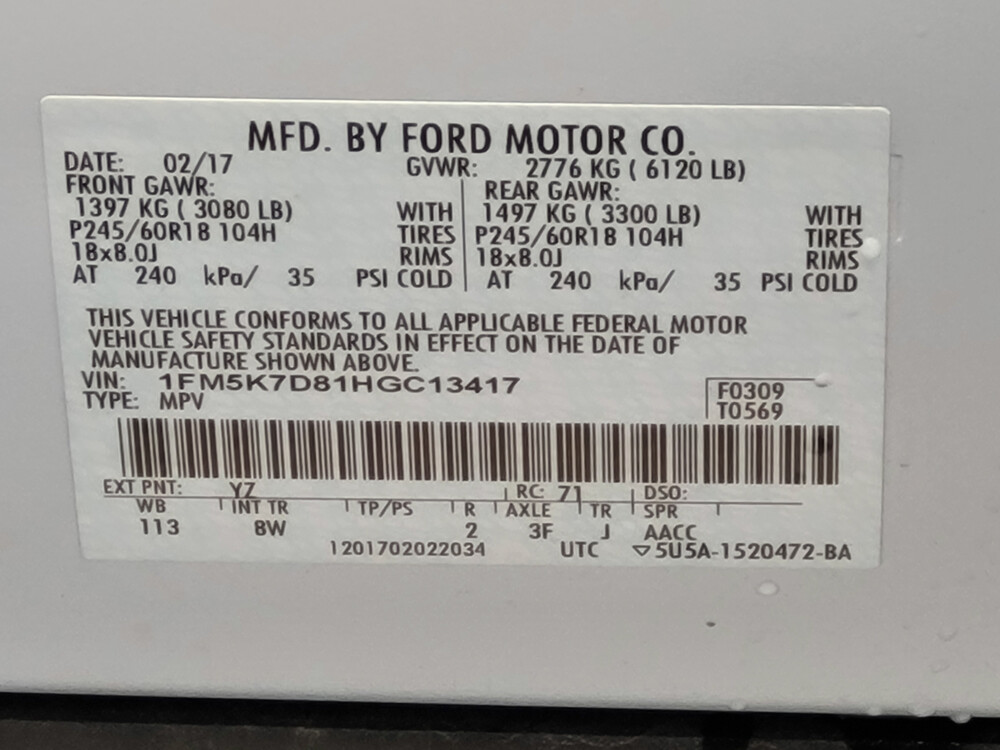 MFD. BY FORD MOTOR CO.
DATE: 02/17 GVWR: 2776 KG ( 6120 LB)
FRONT GAWR: REAR GAWR:
1397 KG ( 3080 LB) WITH 1497 KG ( 3300 LB) WITH
P245/60R18 104H TIRES P245/60R18 104H TIRES
18x8.0J RIMS 18x8.0J RIMS
AT 240 kPa/ 35 PSI COLD AT 240 kPa/ 35 PSI COLD
THIS VEHICLE CONFORMS TO ALL APPLICABLE FEDERAL MOTOR
VEHICLE SAFETY STANDARDS IN EFFECT ON THE DATE OF
MANUFACTURE SHOWN ABOVE.
VIN: 1FM5K7D81HGC13417 F0309
TYPE: MPV T0569
EXT PNT: YZ RC: 71 DSO:
WB INT TR TP/PS R AXLE TR SPR
113 8W 2 3F J AACC
1201702022034 UTC ▽5U5A-1520472-BA